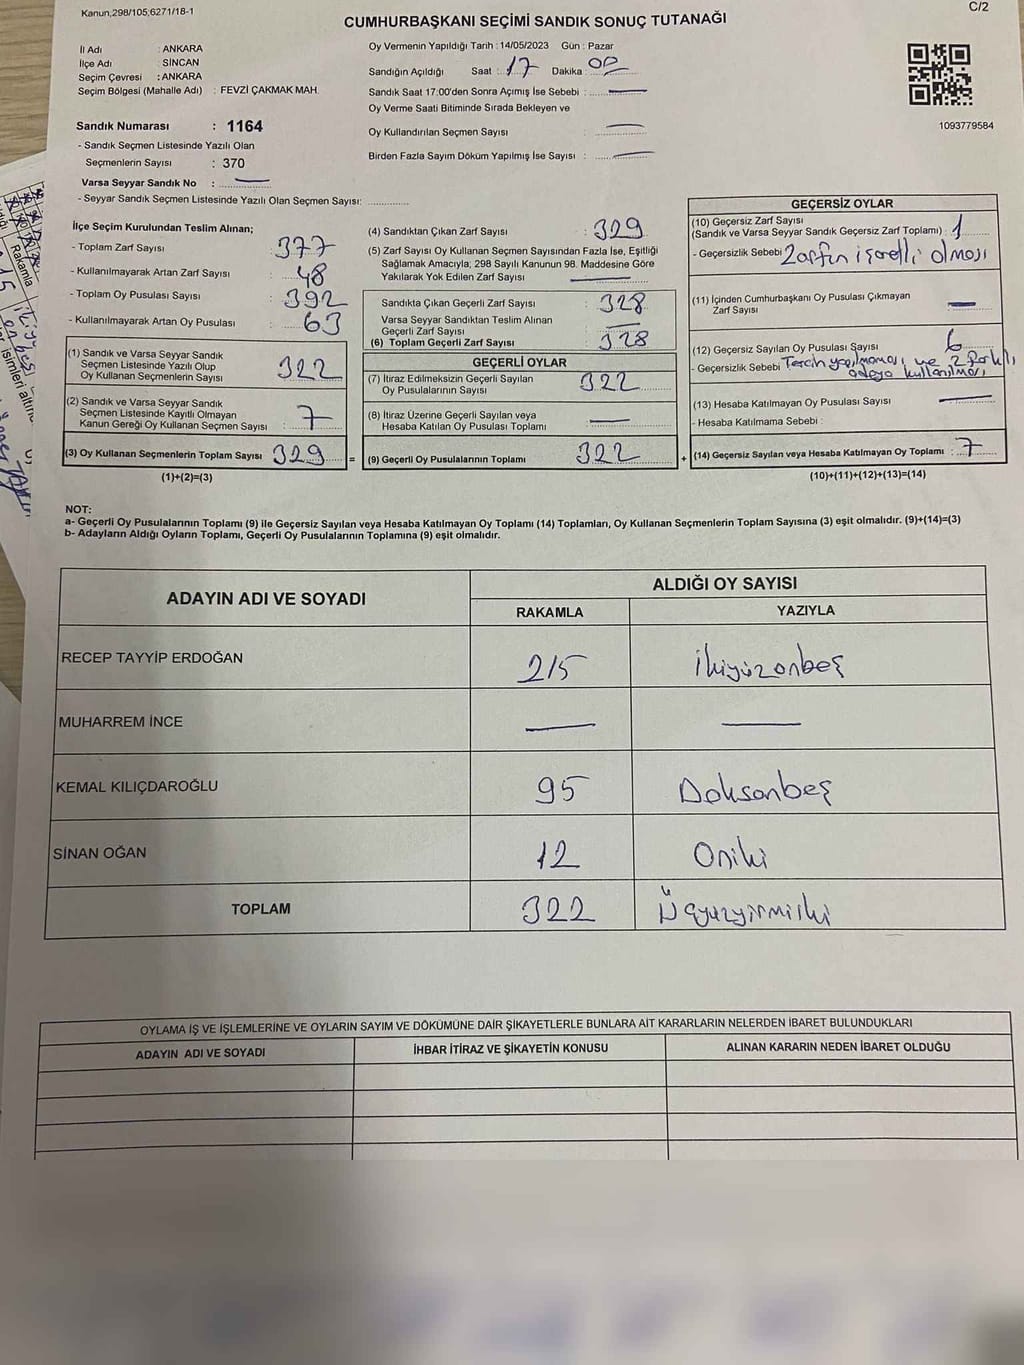 Kanun,298/105;6271/18-1
C/2
CUMHURBAŞKANI SEÇİMİ SANDIK SONUÇ TUTANAĞI
İl Adı : ANKARA
İlçe Adı SİNCAN
Seçim Çevresi : ANKARA
Seçim Bölgesi (Mahalle Adı) : FEVZİ ÇAKMAK MAH.
Sandık Numarası : 1164
- Sandık Seçmen Listesinde Yazılı Olan
Seçmenlerin Sayısı : 370
Varsa Seyyar Sandık No :
- Seyyar Sandık Seçmen Listesinde Yazılı Olan Seçmen Sayısı:
Oy Vermenin Yapıldığı Tarih : 14/05/2023 Gün : Pazar
Sandığın Açıldığı Saat : 17 Dakika : 00
Sandık Saat 17:00'den Sonra Açımış İse Sebebi :
Oy Verme Saati Bitiminde Sırada Bekleyen ve
Oy Kullandırılan Seçmen Sayısı :
Birden Fazla Sayım Döküm Yapılmış İse Sayısı :
1093779584
İlçe Seçim Kurulundan Teslim Alınan;
- Toplam Zarf Sayısı : 377
- Kullanılmayarak Artan Zarf Sayısı : 48
- Toplam Oy Pusulası Sayısı : 392
- Kullanılmayarak Artan Oy Pusulası : 63
(1) Sandık ve Varsa Seyyar Sandık
Seçmen Listesinde Yazılı Olup
Oy Kullanan Seçmenlerin Sayısı : 322
(2) Sandık ve Varsa Seyyar Sandık
Seçmen Listesinde Kayıtlı Olmayan
Kanun Gereği Oy Kullanan Seçmen Sayısı : 7
(3) Oy Kullanan Seçmenlerin Toplam Sayısı 329
=
(1)+(2)=(3)
(4) Sandıktan Çıkan Zarf Sayısı : 329
(5) Zarf Sayısı Oy Kullanan Seçmen Sayısından Fazla İse, Eşitliği
Sağlamak Amacıyla; 298 Sayılı Kanunun 98. Maddesine Göre
Yakılarak Yok Edilen Zarf Sayısı :
Sandıkta Çıkan Geçerli Zarf Sayısı : 328
Varsa Seyyar Sandıktan Teslim Alınan
Geçerli Zarf Sayısı :
(6) Toplam Geçerli Zarf Sayısı : 328
GEÇERLİ OYLAR
(7) İtiraz Edilmeksizin Geçerli Sayılan
Oy Pusulalarının Sayısı : 322
(8) İtiraz Üzerine Geçerli Sayılan veya
Hesaba Katılan Oy Pusulası Toplamı :
(9) Geçerli Oy Pusulalarının Toplamı 322
+
GEÇERSİZ OYLAR
(10) Geçersiz Zarf Sayısı
(Sandık ve Varsa Seyyar Sandık Geçersiz Zarf Toplamı) : 1
- Geçersizlik Sebebi Zarfın işaretli olması
(11) İçinden Cumhurbaşkanı Oy Pusulası Çıkmayan
Zarf Sayısı :
(12) Geçersiz Sayılan Oy Pusulası Sayısı : 6
- Geçersizlik Sebebi Tercih yapılmaması ve 2 farklı
adaya kullanılması
(13) Hesaba Katılmayan Oy Pusulası Sayısı :
- Hesaba Katılmama Sebebi :
(14) Geçersiz Sayılan veya Hesaba Katılmayan Oy Toplamı : 7
(10)+(11)+(12)+(13)=(14)
NOT:
a- Geçerli Oy Pusulalarının Toplamı (9) ile Geçersiz Sayılan veya Hesaba Katılmayan Oy Toplamı (14) Toplamları, Oy Kullanan Seçmenlerin Toplam Sayısına (3) eşit olmalıdır. (9)+(14)=(3)
b- Adayların Aldığı Oyların Toplamı, Geçerli Oy Pusulalarının Toplamına (9) eşit olmalıdır.
ADAYIN ADI VE SOYADI
ALDIĞI OY SAYISI
RAKAMLA YAZIYLA
RECEP TAYYİP ERDOĞAN 215 ikiyüzonbeş
MUHARREM İNCE
KEMAL KILIÇDAROĞLU 95 Doksanbeş
SİNAN OĞAN 12 Oniki
TOPLAM 322 Üçyüzyirmiiki
OYLAMA İŞ VE İŞLEMLERİNE VE OYLARIN SAYIM VE DÖKÜMÜNE DAİR ŞİKAYETLERLE BUNLARA AİT KARARLARIN NELERDEN İBARET BULUNDUKLARI
ADAYIN ADI VE SOYADI İHBAR İTİRAZ VE ŞİKAYETİN KONUSU ALINAN KARARIN NEDEN İBARET OLDUĞU
Rakamla
isimleri altına